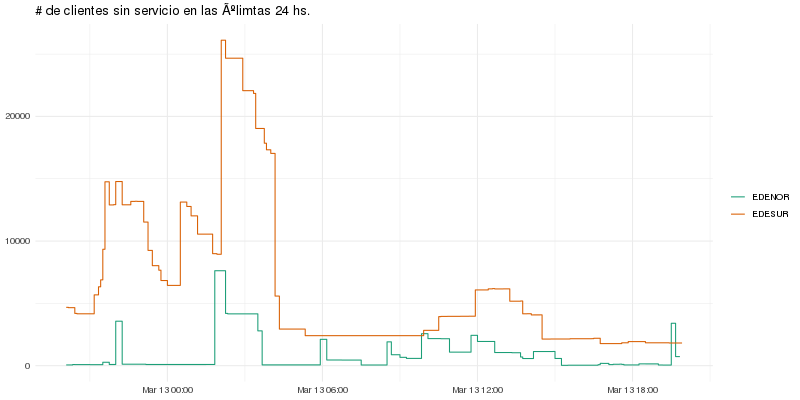 # de clientes sin servicio en las Ãºlimtas 24 hs.
20000
10000
0
Mar 13 00:00
Mar 13 06:00
Mar 13 12:00
Mar 13 18:00
EDENOR
EDESUR